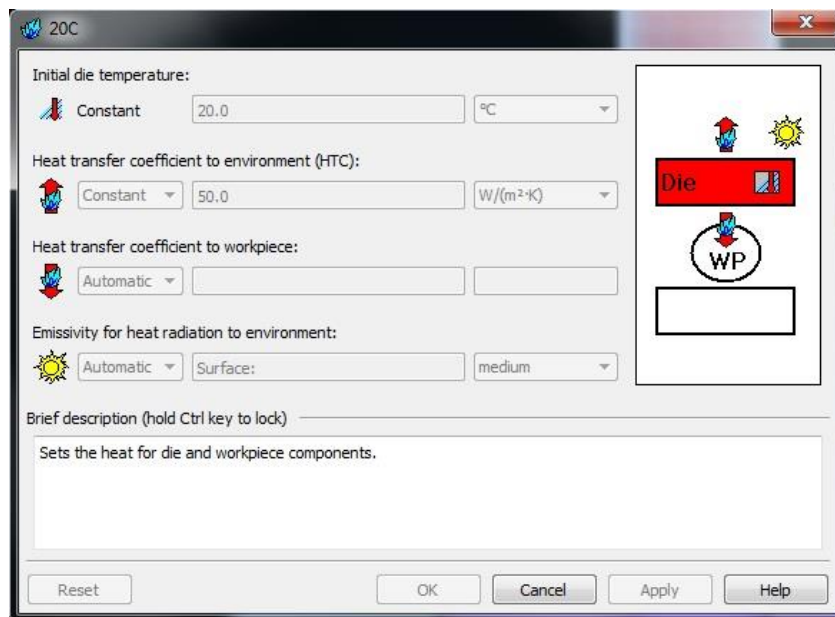 20C
Initial die temperature:
Constant 20.0 °C
Heat transfer coefficient to environment (HTC):
Constant 50.0 W/(m²·K)
Heat transfer coefficient to workpiece:
Automatic
Emissivity for heat radiation to environment:
Automatic Surface: medium
Die
WP
Brief description (hold Ctrl key to lock)
Sets the heat for die and workpiece components.
Reset OK Cancel Apply Help